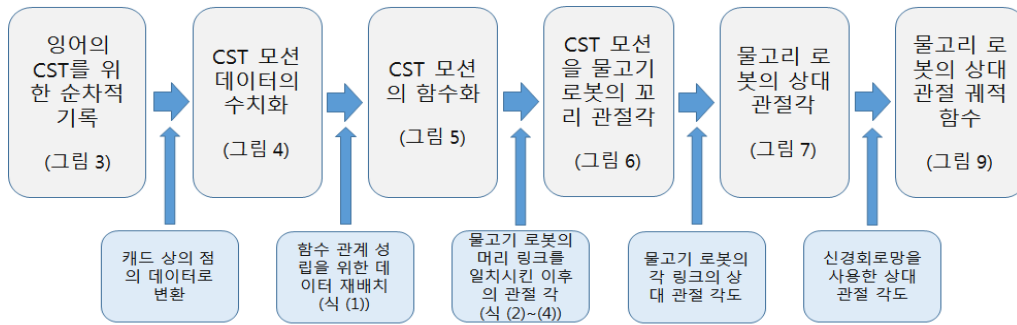 잉어의
CST를 위
한 순차적
기록
(그림 3)
CST 모션
데이터의
수치화
(그림 4)
CST 모션
의 함수화
(그림 5)
CST 모션
을 물고기
로봇의 꼬
리 관절각
(그림 6)
물고리 로
봇의 상대
관절각
(그림 7)
물고리 로
봇의 상대
관절 궤적
함수
(그림 9)
캐드 상의 점
의 데이터로
변환
함수 관계 성
립을 위한 데
이터 재배치
(식 (1))
물고기 로봇의
머리 링크를
일치시킨 이후
의 관절 각
(식 (2)~(4))
물고기 로봇의
각 링크의 상
대 관절 각도
신경회로망을
사용한 상대
관절 각도